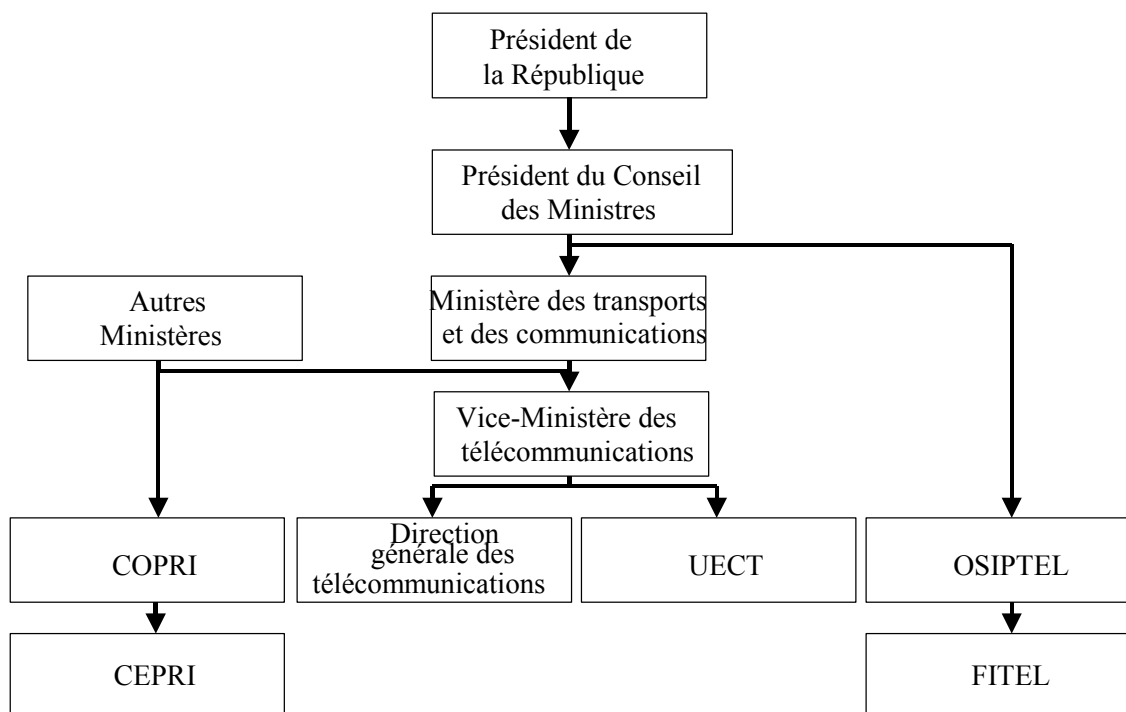 Président de
la République
Président du Conseil
des Ministres
Autres
Ministères
Ministère des transports
et des communications
Vice-Ministère des
télécommunications
COPRI
Direction
générale des
télécommunications
UECT
OSIPTEL
CEPRI
FITEL